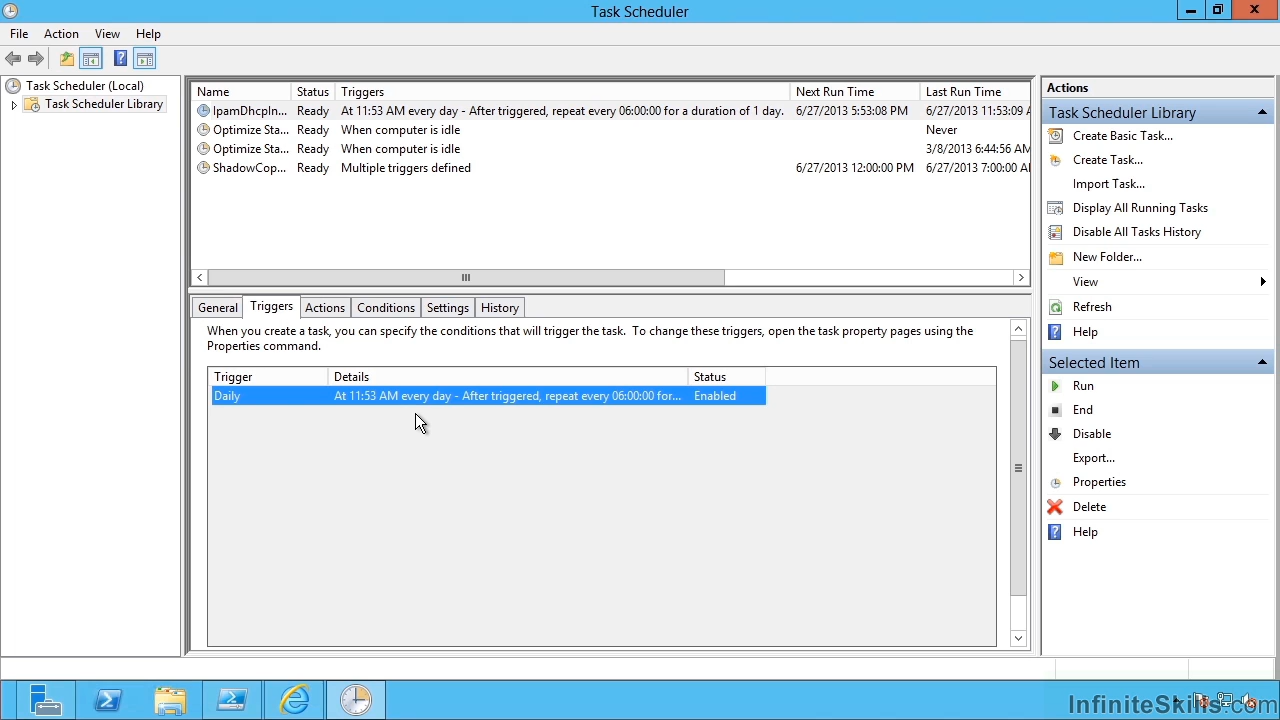 Task Scheduler
File Action View Help
Task Scheduler (Local)
Task Scheduler Library
Name Status Triggers Next Run Time Last Run Time
IpamDhcpIn... Ready At 11:53 AM every day - After triggered, repeat every 06:00:00 for a duration of 1 day. 6/27/2013 5:53:08 PM 6/27/2013 11:53:09 A
Optimize Sta... Ready When computer is idle Never
Optimize Sta... Ready When computer is idle 3/8/2013 6:44:56 AM
ShadowCop... Ready Multiple triggers defined 6/27/2013 12:00:00 PM 6/27/2013 7:00:00 A
General Triggers Actions Conditions Settings History
When you create a task, you can specify the conditions that will trigger the task. To change these triggers, open the task property pages using the
Properties command.
Trigger Details Status
Daily At 11:53 AM every day - After triggered, repeat every 06:00:00 for... Enabled
Actions
Task Scheduler Library
Create Basic Task...
Create Task...
Import Task...
Display All Running Tasks
Disable All Tasks History
New Folder...
View
Refresh
Help
Selected Item
Run
End
Disable
Export...
Properties
Delete
Help
InfiniteSkills.com